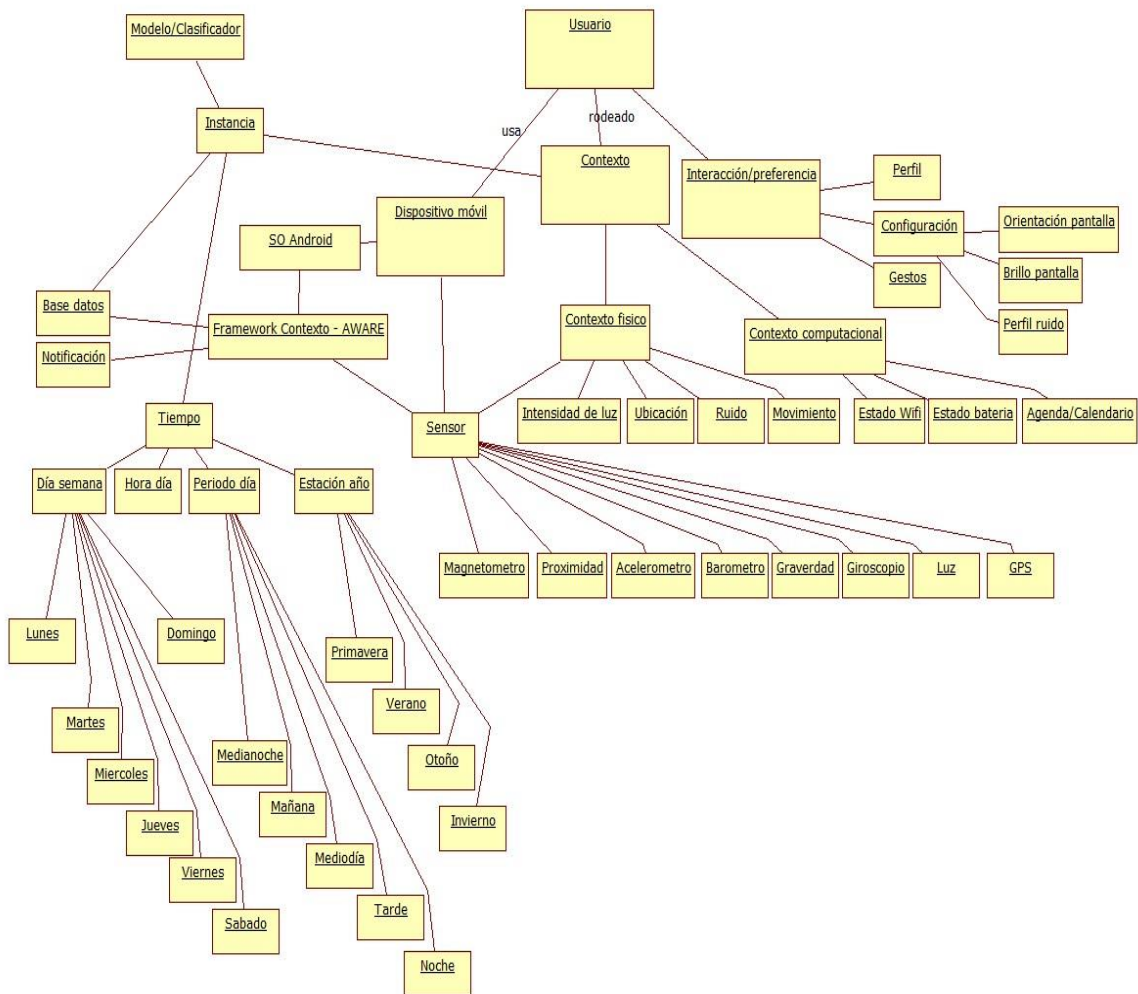 Modelo/Clasificador
Usuario
Instancia
usa
rodeado
Contexto
Interacción/preferencia
Perfil
Dispositivo móvil
Configuración
Orientación pantalla
SO Android
Gestos
Brillo pantalla
Base datos
Framework Contexto - AWARE
Contexto fisico
Contexto computacional
Perfil ruido
Notificación
Tiempo
Sensor
Intensidad de luz
Ubicación
Ruido
Movimiento
Estado Wifi
Estado bateria
Agenda/Calendario
Día semana
Hora día
Periodo día
Estación año
Magnetometro
Proximidad
Acelerometro
Barometro
Graverdad
Giroscopio
Luz
GPS
Lunes
Domingo
Primavera
Verano
Martes
Medianoche
Otoño
Miercoles
Mañana
Invierno
Jueves
Mediodía
Viernes
Tarde
Sabado
Noche